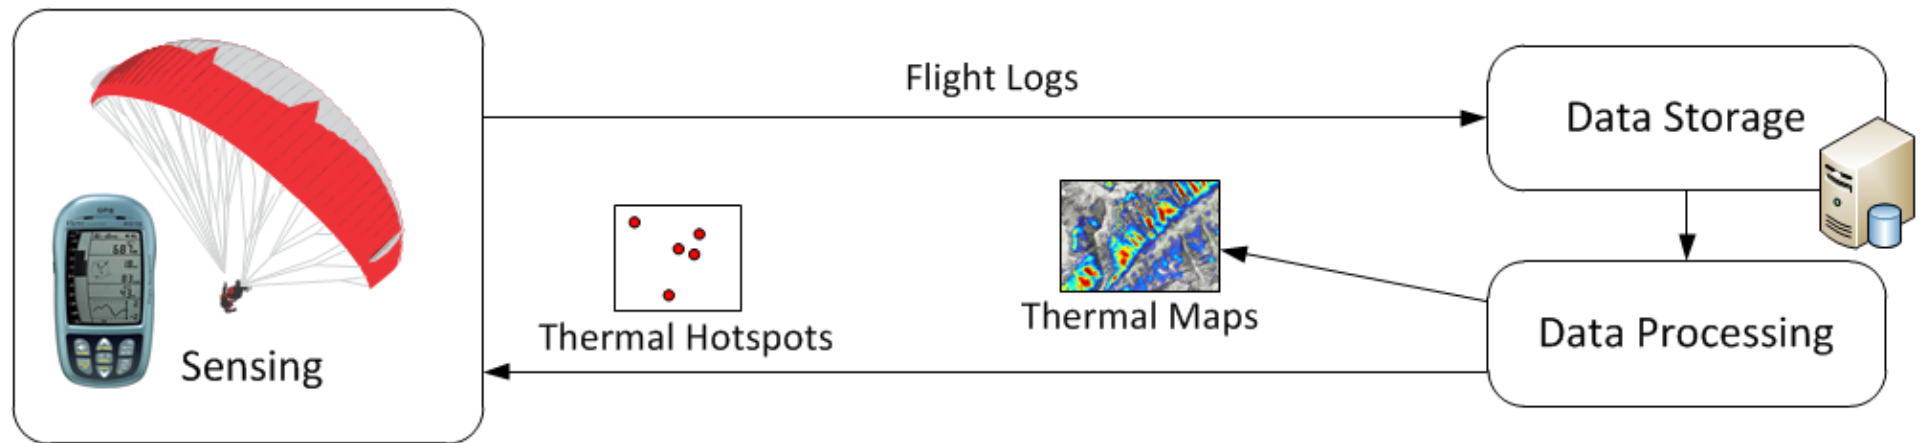 Flight Logs
Data Storage
Thermal Hotspots
Thermal Maps
Data Processing
Sensing